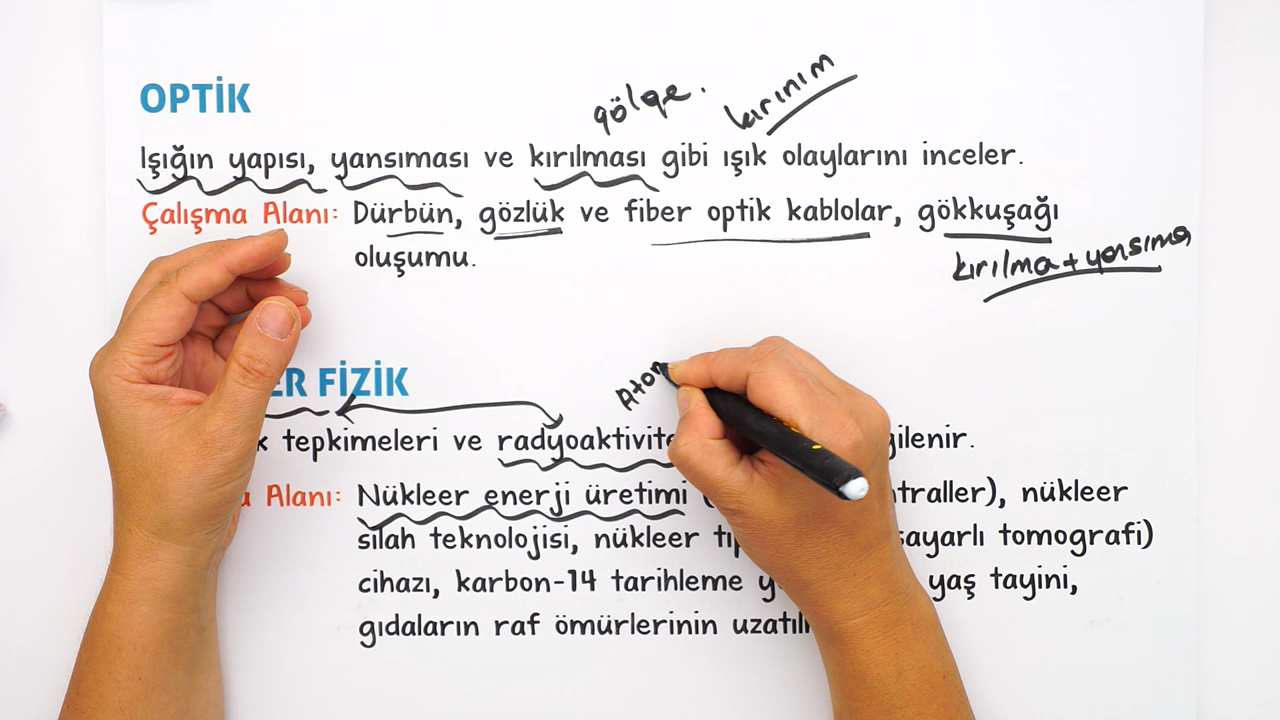 OPTİK
gölge. kırınım
Işığın yapısı, yansıması ve kırılması gibi ışık olaylarını inceler.
Çalışma Alanı: Dürbün, gözlük ve fiber optik kablolar, gökkuşağı
oluşumu.
kırılma + yansıma
ER FİZİK
Atom
k tepkimeleri ve radyoaktivite gilenir.
Alanı: Nükleer enerji üretimi ( ntraller), nükleer
silah teknolojisi, nükleer tıp sayarlı tomografi)
cihazı, karbon-14 tarihleme y yaş tayini,
gıdaların raf ömürlerinin uzatıl